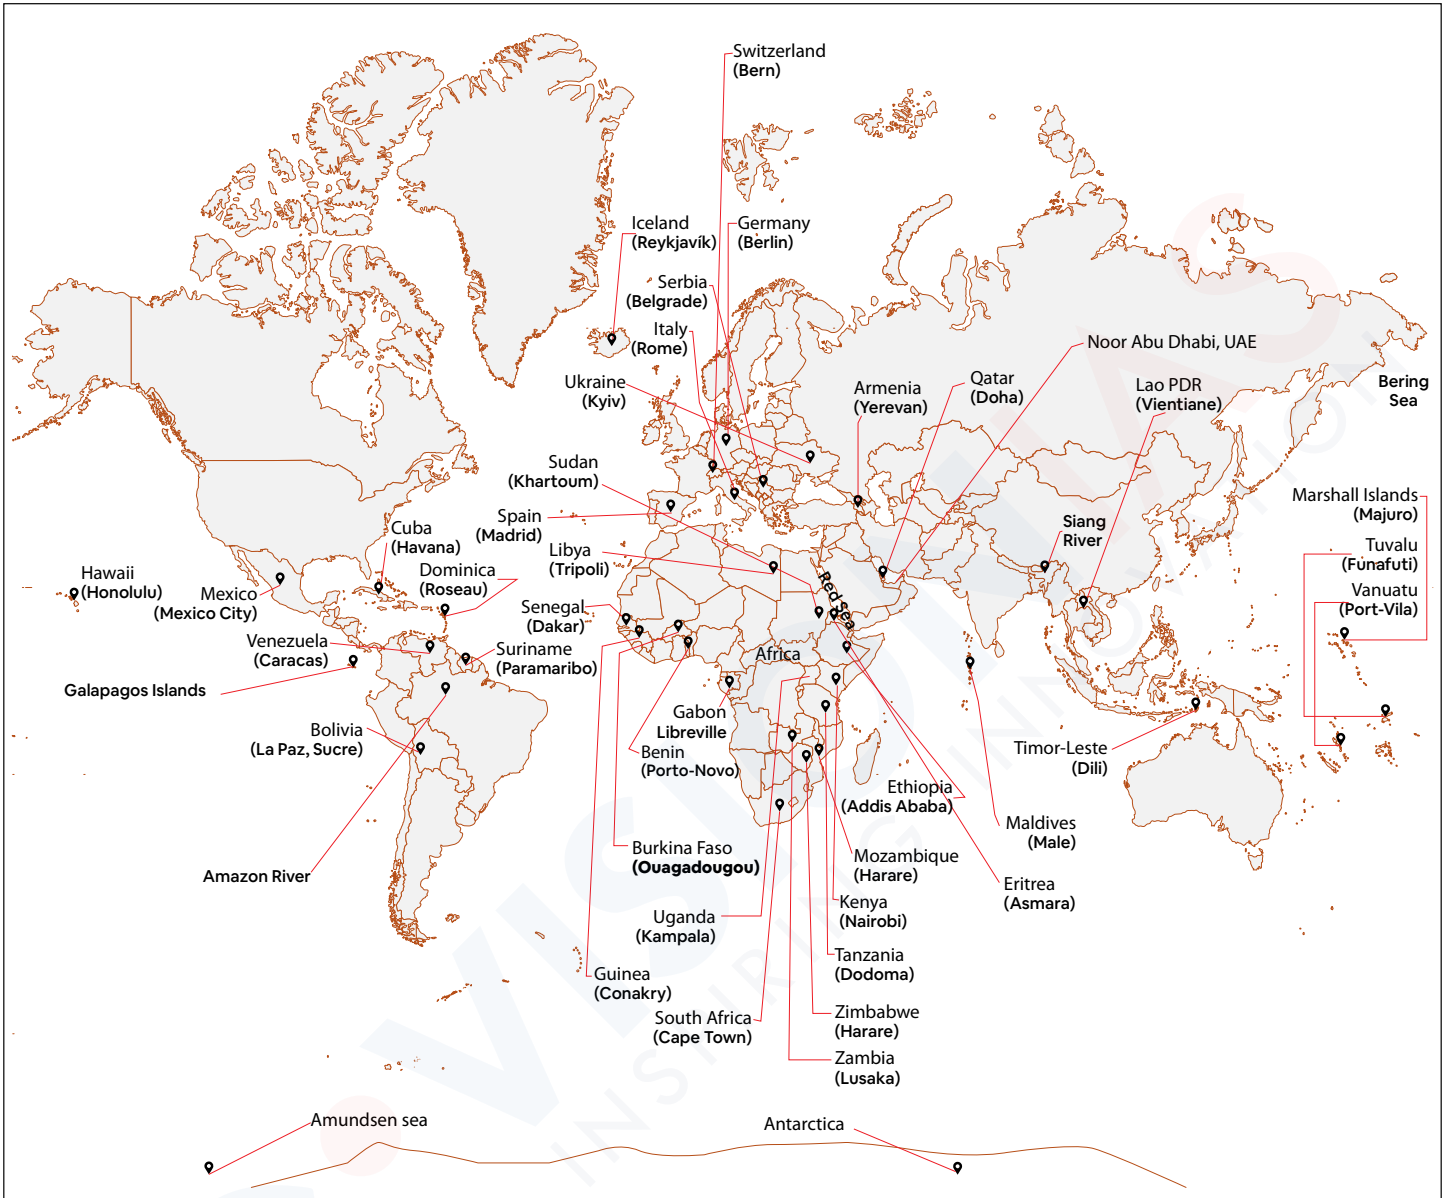 Switzerland
(Bern)
Iceland
(Reykjavík)
Germany
(Berlin)
Serbia
(Belgrade)
Italy
(Rome)
Noor Abu Dhabi, UAE
Ukraine
(Kyiv)
Armenia
(Yerevan)
Qatar
(Doha)
Lao PDR
(Vientiane)
Bering
Sea
Sudan
(Khartoum)
Marshall Islands
(Majuro)
Spain
(Madrid)
Siang
River
Cuba
(Havana)
Libya
(Tripoli)
Tuvalu
(Funafuti)
Hawaii
(Honolulu)
Dominica
(Roseau)
Mexico
(Mexico City)
Red sea
Vanuatu
(Port-Vila)
Senegal
(Dakar)
Venezuela
(Caracas)
Suriname
(Paramaribo)
Africa
Galapagos Islands
Gabon
Libreville
Bolivia
(La Paz, Sucre)
Benin
(Porto-Novo)
Timor-Leste
(Dili)
Ethiopia
(Addis Ababa)
Maldives
(Male)
Burkina Faso
(Ouagadougou)
Mozambique
(Harare)
Amazon River
Eritrea
(Asmara)
Kenya
(Nairobi)
Uganda
(Kampala)
Tanzania
(Dodoma)
Guinea
(Conakry)
South Africa
(Cape Town)
Zimbabwe
(Harare)
Zambia
(Lusaka)
Amundsen sea
Antarctica
VISION IAS
INSPIRING INNOVATION